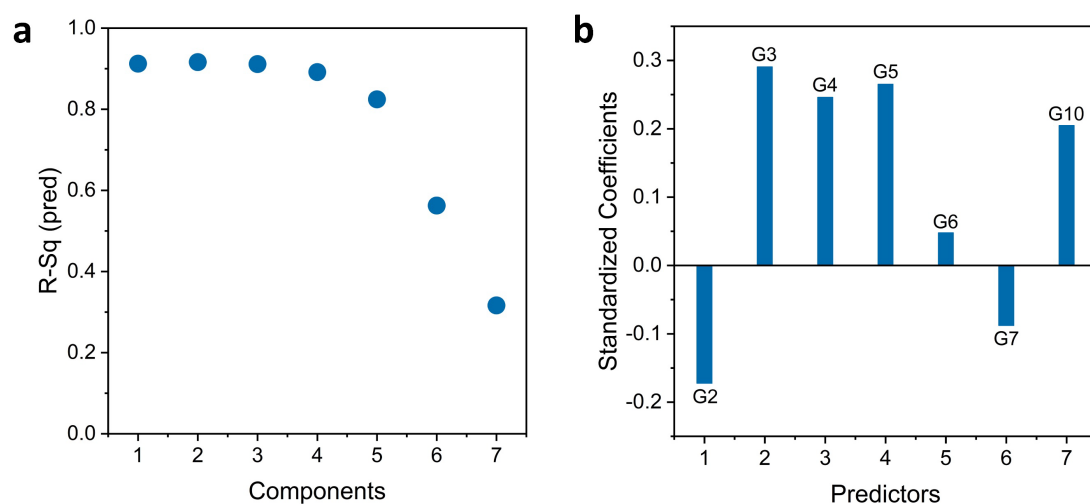 a
1.0
0.8
0.6
0.4
0.2
0.0
R-Sq (pred)
1 2 3 4 5 6 7
Components
b
0.3
0.2
0.1
0.0
-0.1
-0.2
Standardized Coefficients
G3
G5
G4
G10
G6
G7
G2
1 2 3 4 5 6 7
Predictors